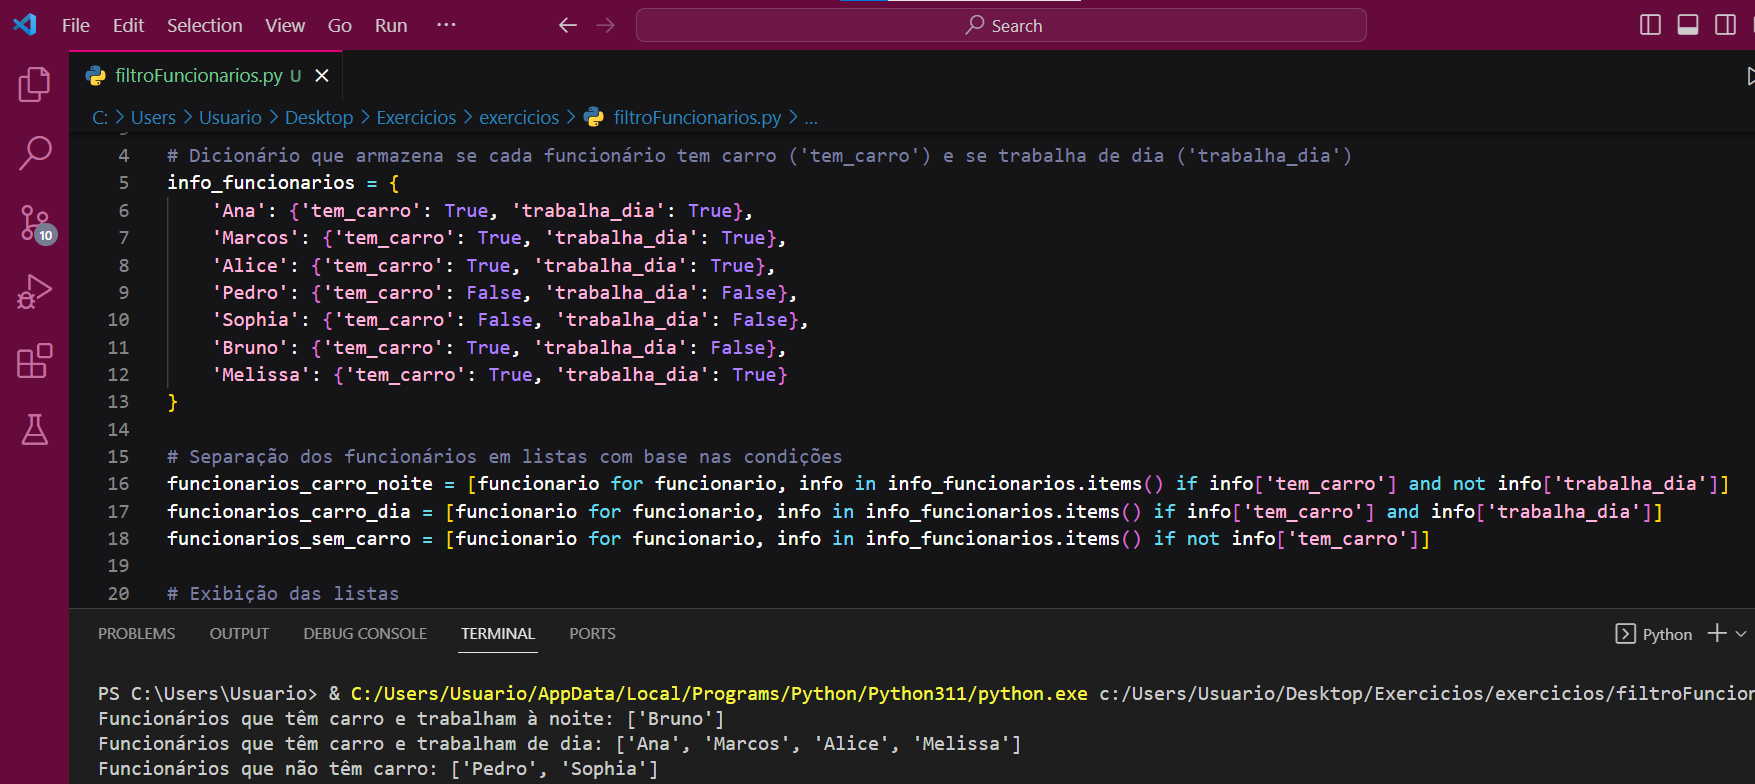 File Edit Selection View Go Run ··· Search
filtroFuncionarios.py U
C: > Users > Usuario > Desktop > Exercicios > exercicios > filtroFuncionarios.py > ...
4 # Dicionário que armazena se cada funcionário tem carro ('tem_carro') e se trabalha de dia ('trabalha_dia')
5 info_funcionarios = {
6 'Ana': {'tem_carro': True, 'trabalha_dia': True},
7 'Marcos': {'tem_carro': True, 'trabalha_dia': True},
8 'Alice': {'tem_carro': True, 'trabalha_dia': True},
9 'Pedro': {'tem_carro': False, 'trabalha_dia': False},
10 'Sophia': {'tem_carro': False, 'trabalha_dia': False},
10 11 'Bruno': {'tem_carro': True, 'trabalha_dia': False},
12 'Melissa': {'tem_carro': True, 'trabalha_dia': True}
13 }
14
15 # Separação dos funcionários em listas com base nas condições
16 funcionarios_carro_noite = [funcionario for funcionario, info in info_funcionarios.items() if info['tem_carro'] and not info['trabalha_dia']]
17 funcionarios_carro_dia = [funcionario for funcionario, info in info_funcionarios.items() if info['tem_carro'] and info['trabalha_dia']]
18 funcionarios_sem_carro = [funcionario for funcionario, info in info_funcionarios.items() if not info['tem_carro']]
19
20 # Exibição das listas
PROBLEMS OUTPUT DEBUG CONSOLE TERMINAL PORTS Python
PS C:\Users\Usuario> & C:/Users/Usuario/AppData/Local/Programs/Python/Python311/python.exe c:/Users/Usuario/Desktop/Exercicios/exercicios/filtroFuncion
Funcionários que têm carro e trabalham à noite: ['Bruno']
Funcionários que têm carro e trabalham de dia: ['Ana', 'Marcos', 'Alice', 'Melissa']
Funcionários que não têm carro: ['Pedro', 'Sophia']